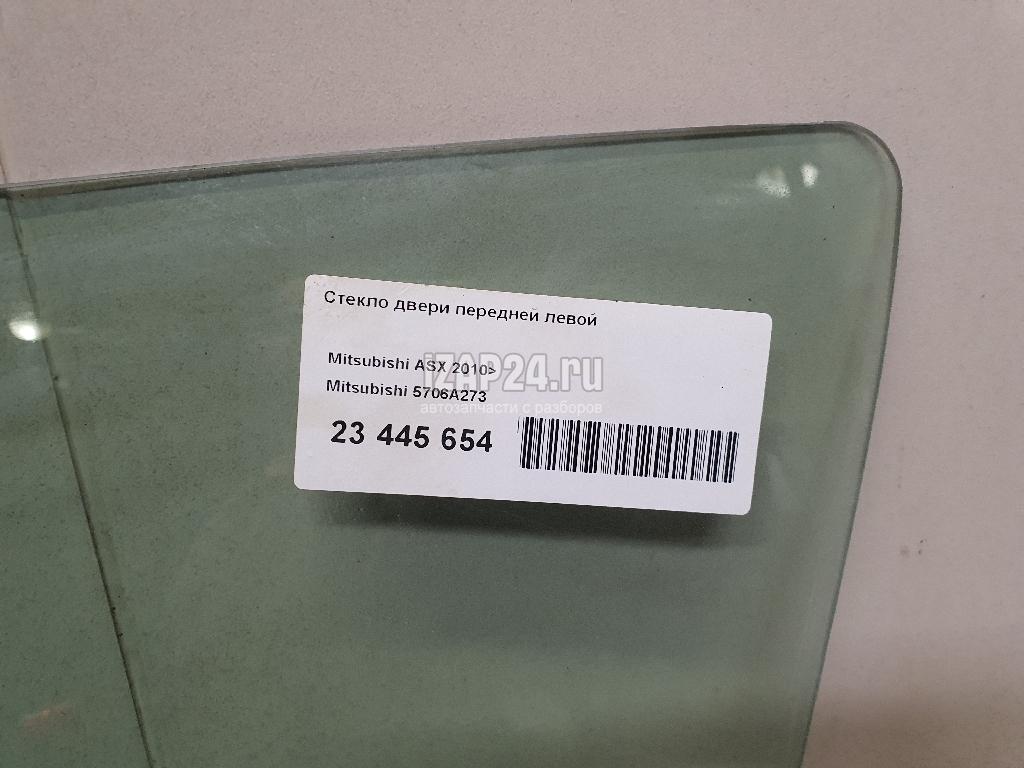 Стекло двери передней левой
Mitsubishi ASX 2010>
iZAP24.ru
Mitsubishi 5706A273
автозапчасти с разборов
23 445 654